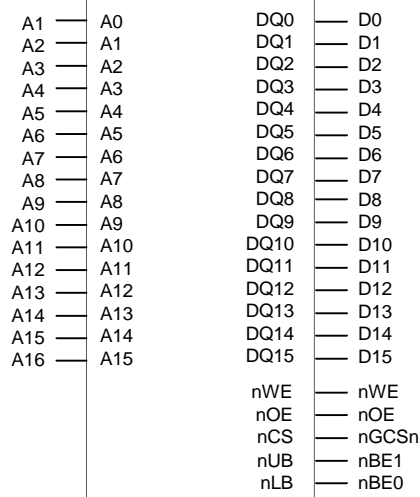 A1 A0 DQ0 D0
A2 A1 DQ1 D1
A3 A2 DQ2 D2
A4 A3 DQ3 D3
A5 A4 DQ4 D4
A6 A5 DQ5 D5
A7 A6 DQ6 D6
A8 A7 DQ7 D7
A9 A8 DQ8 D8
A10 A9 DQ9 D9
A11 A10 DQ10 D10
A12 A11 DQ11 D11
A13 A12 DQ12 D12
A14 A13 DQ13 D13
A15 A14 DQ14 D14
A16 A15 DQ15 D15
nWE nWE
nOE nOE
nCS nGCSn
nUB nBE1
nLB nBE0